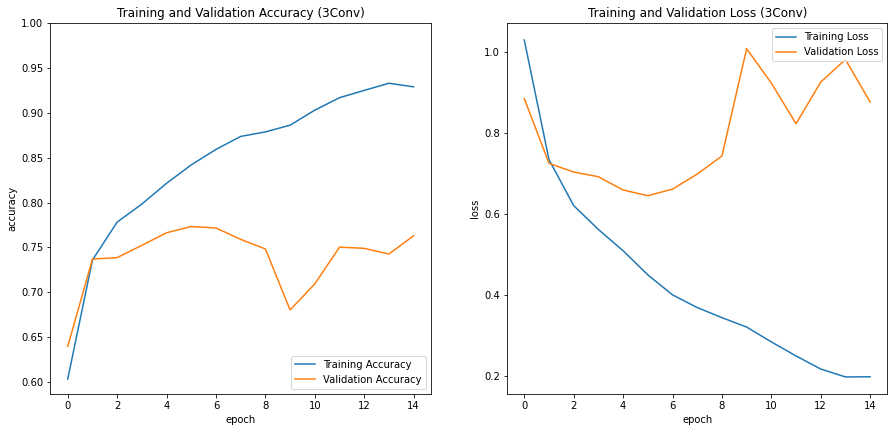 Training and Validation Accuracy (3Conv)
accuracy
1.00
0.95
0.90
0.85
0.80
0.75
0.70
0.65
0.60
Training Accuracy
Validation Accuracy
0 2 4 6 8 10 12 14
epoch
Training and Validation Loss (3Conv)
loss
1.0
0.8
0.6
0.4
0.2
Training Loss
Validation Loss
0 2 4 6 8 10 12 14
epoch